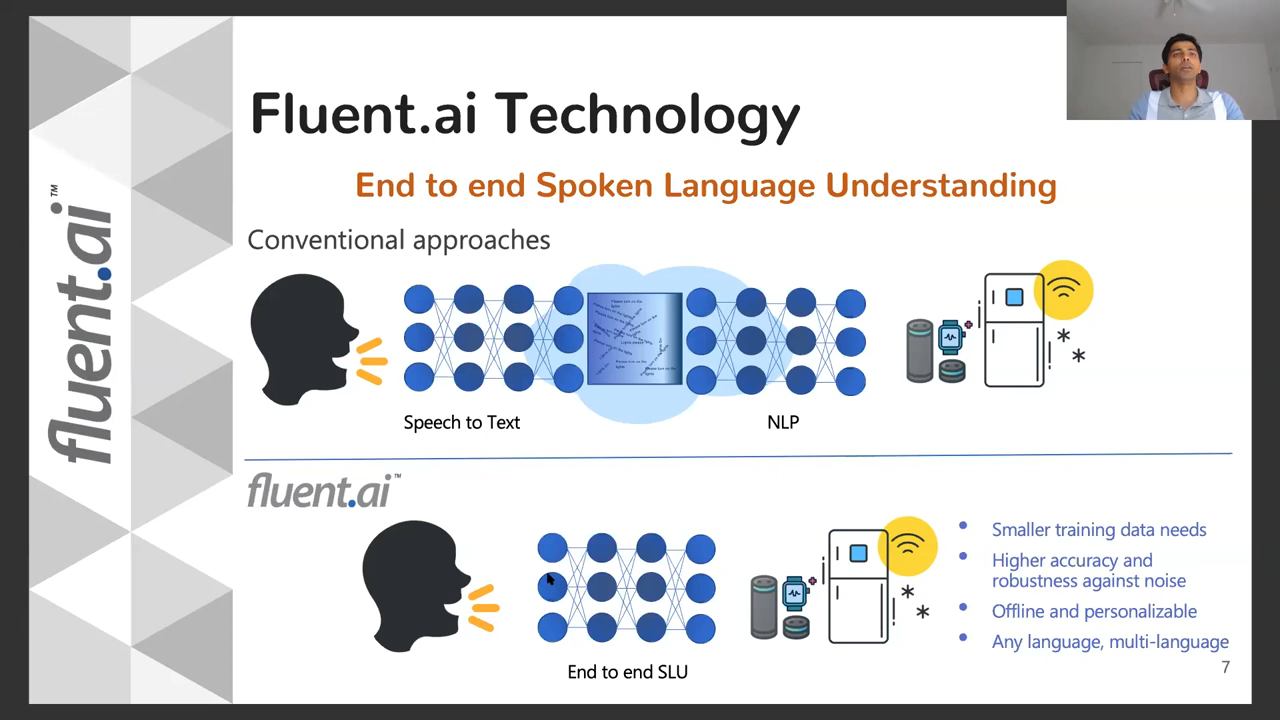 fluent.ai™
Fluent.ai Technology
End to end Spoken Language Understanding
Conventional approaches
Speech to Text
NLP
fluent.ai™
End to end SLU
• Smaller training data needs
• Higher accuracy and
robustness against noise
• Offline and personalizable
• Any language, multi-language
7